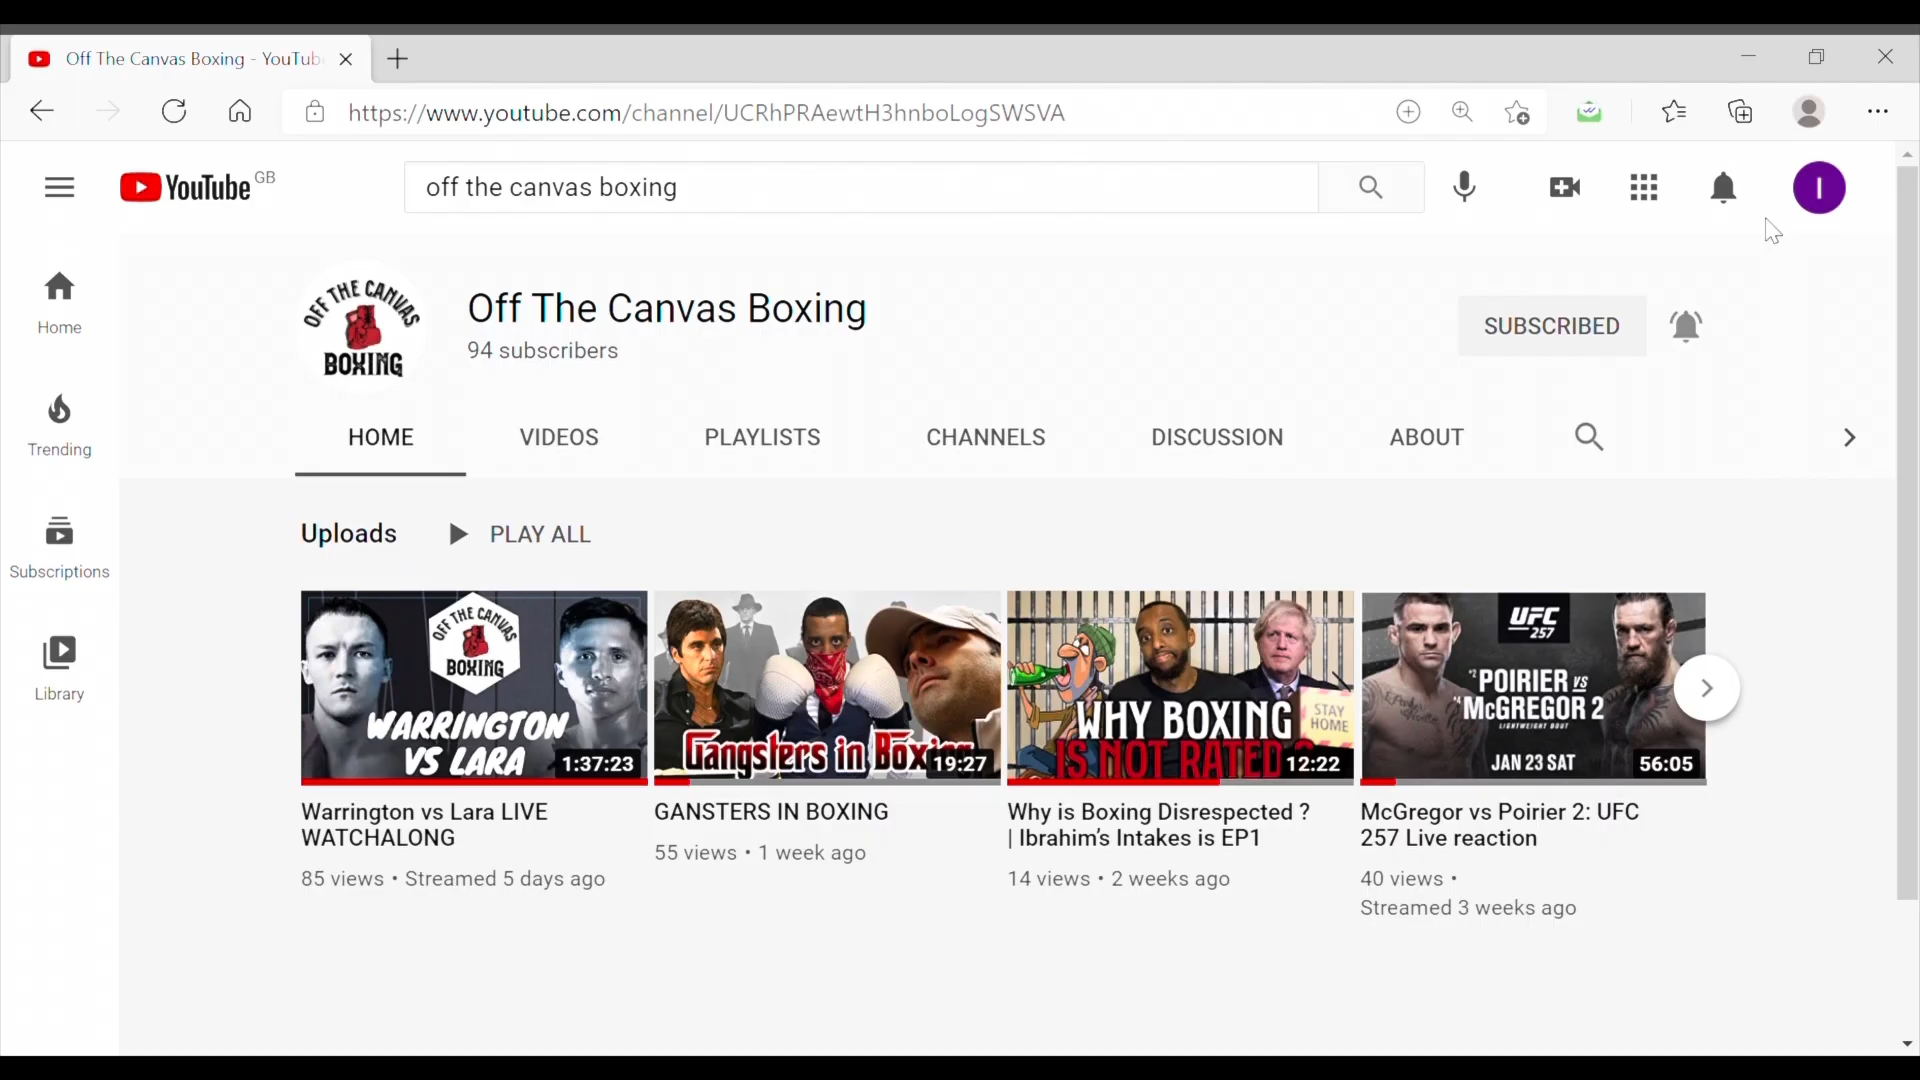 Off The Canvas Boxing - YouTub
https://www.youtube.com/channel/UCRhPRAewtH3hnboLogSWSVA
YouTube GB
off the canvas boxing
I
Home
Trending
Subscriptions
Library
OFF THE CANVAS
BOXING
Off The Canvas Boxing
94 subscribers
SUBSCRIBED
HOME VIDEOS PLAYLISTS CHANNELS DISCUSSION ABOUT
Uploads PLAY ALL
OFF THE CANVAS
BOXING
WARRINGTON
VS LARA
1:37:23
Warrington vs Lara LIVE
WATCHALONG
85 views • Streamed 5 days ago
Gangsters in Boxing
19:27
GANSTERS IN BOXING
55 views • 1 week ago
STAY
HOME
WHY BOXING
IS NOT RATED
12:22
Why is Boxing Disrespected ?
| Ibrahim’s Intakes is EP1
14 views • 2 weeks ago
UFC
257
POIRIER VS
McGREGOR 2
LIGHTWEIGHT BOUT
JAN 23 SAT
56:05
McGregor vs Poirier 2: UFC
257 Live reaction
40 views •
Streamed 3 weeks ago